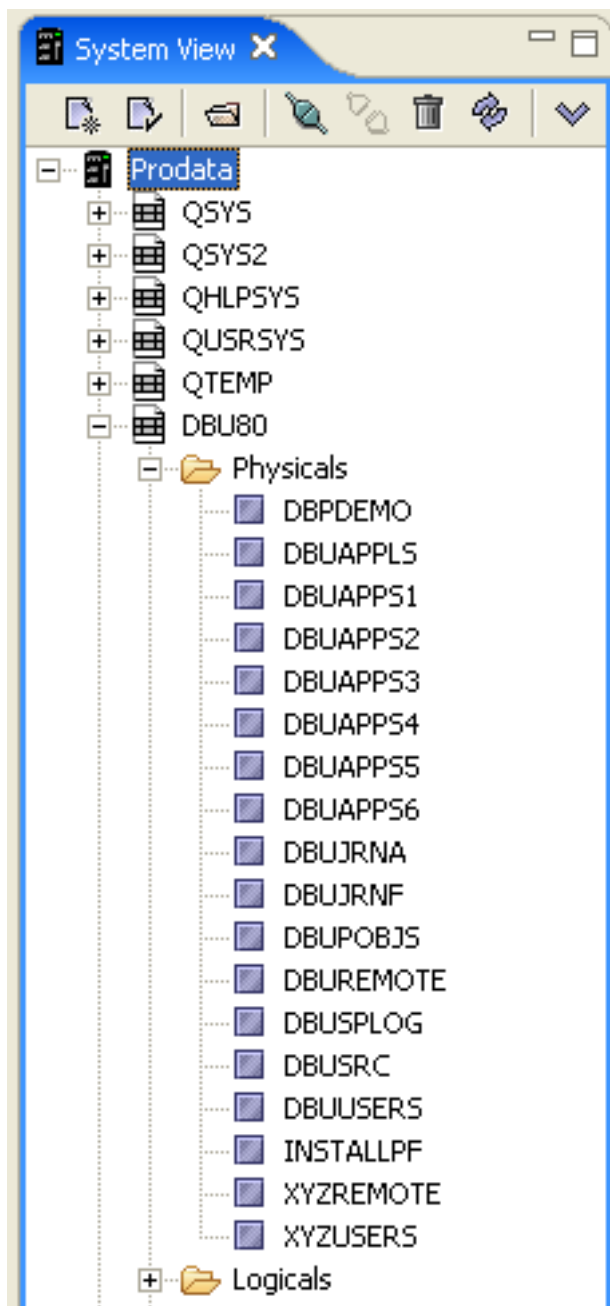 System View
Prodata
QSYS
QSYS2
QHLPSYS
QUSRSYS
QTEMP
DBU80
Physicals
DBPDEMO
DBUAPPLS
DBUAPPS1
DBUAPPS2
DBUAPPS3
DBUAPPS4
DBUAPPS5
DBUAPPS6
DBUJRNA
DBUJRNF
DBUPOBJS
DBUREMOTE
DBUSPLOG
DBUSRC
DBUUSERS
INSTALLPF
XYZREMOTE
XYZUSERS
Logicals